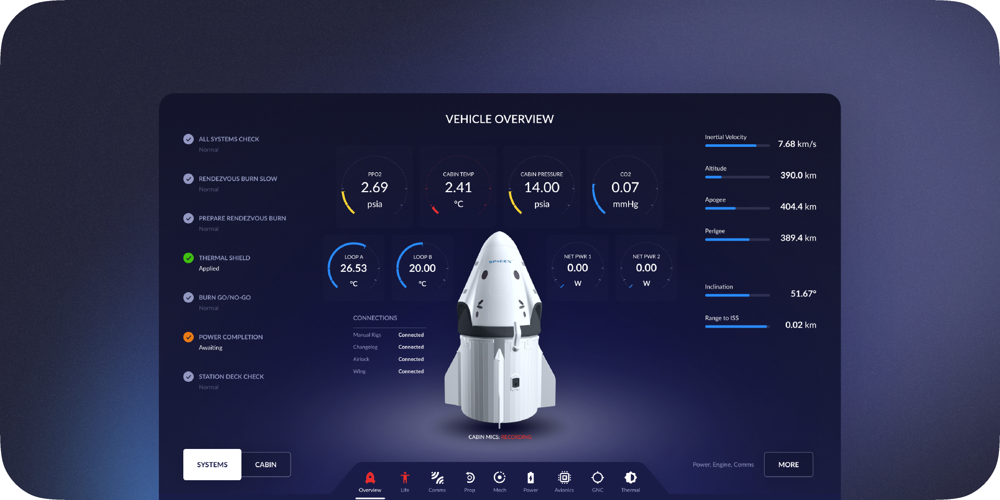 VEHICLE OVERVIEW
ALL SYSTEMS CHECK
Normal
RENDEZVOUS BURN SLOW
Normal
PREPARE RENDEZVOUS BURN
Normal
THERMAL SHIELD
Applied
BURN GO/NO-GO
Normal
POWER COMPLETION
Awaiting
STATION DECK CHECK
Normal
PPO2
2.69
psia
CABIN TEMP
2.41
°C
CABIN PRESSURE
14.00
psia
CO2
0.07
mmHg
LOOP A
26.53
°C
LOOP B
20.00
°C
SPACEX
NET PWR 1
0.00
W
NET PWR 2
0.00
W
CONNECTIONS
Manual Rigs Connected
Changelog Connected
Airlock Connected
Wing Connected
CABIN MICS: RECORDING
Inertial Velocity
7.68 km/s
Altitude
390.0 km
Apogee
404.4 km
Perigee
389.4 km
Inclination
51.67°
Range to ISS
0.02 km
SYSTEMS
CABIN
Power, Engine, Comms
MORE
Overview
Life
Comms
Prop
Mech
Power
Avionics
GNC
Thermal